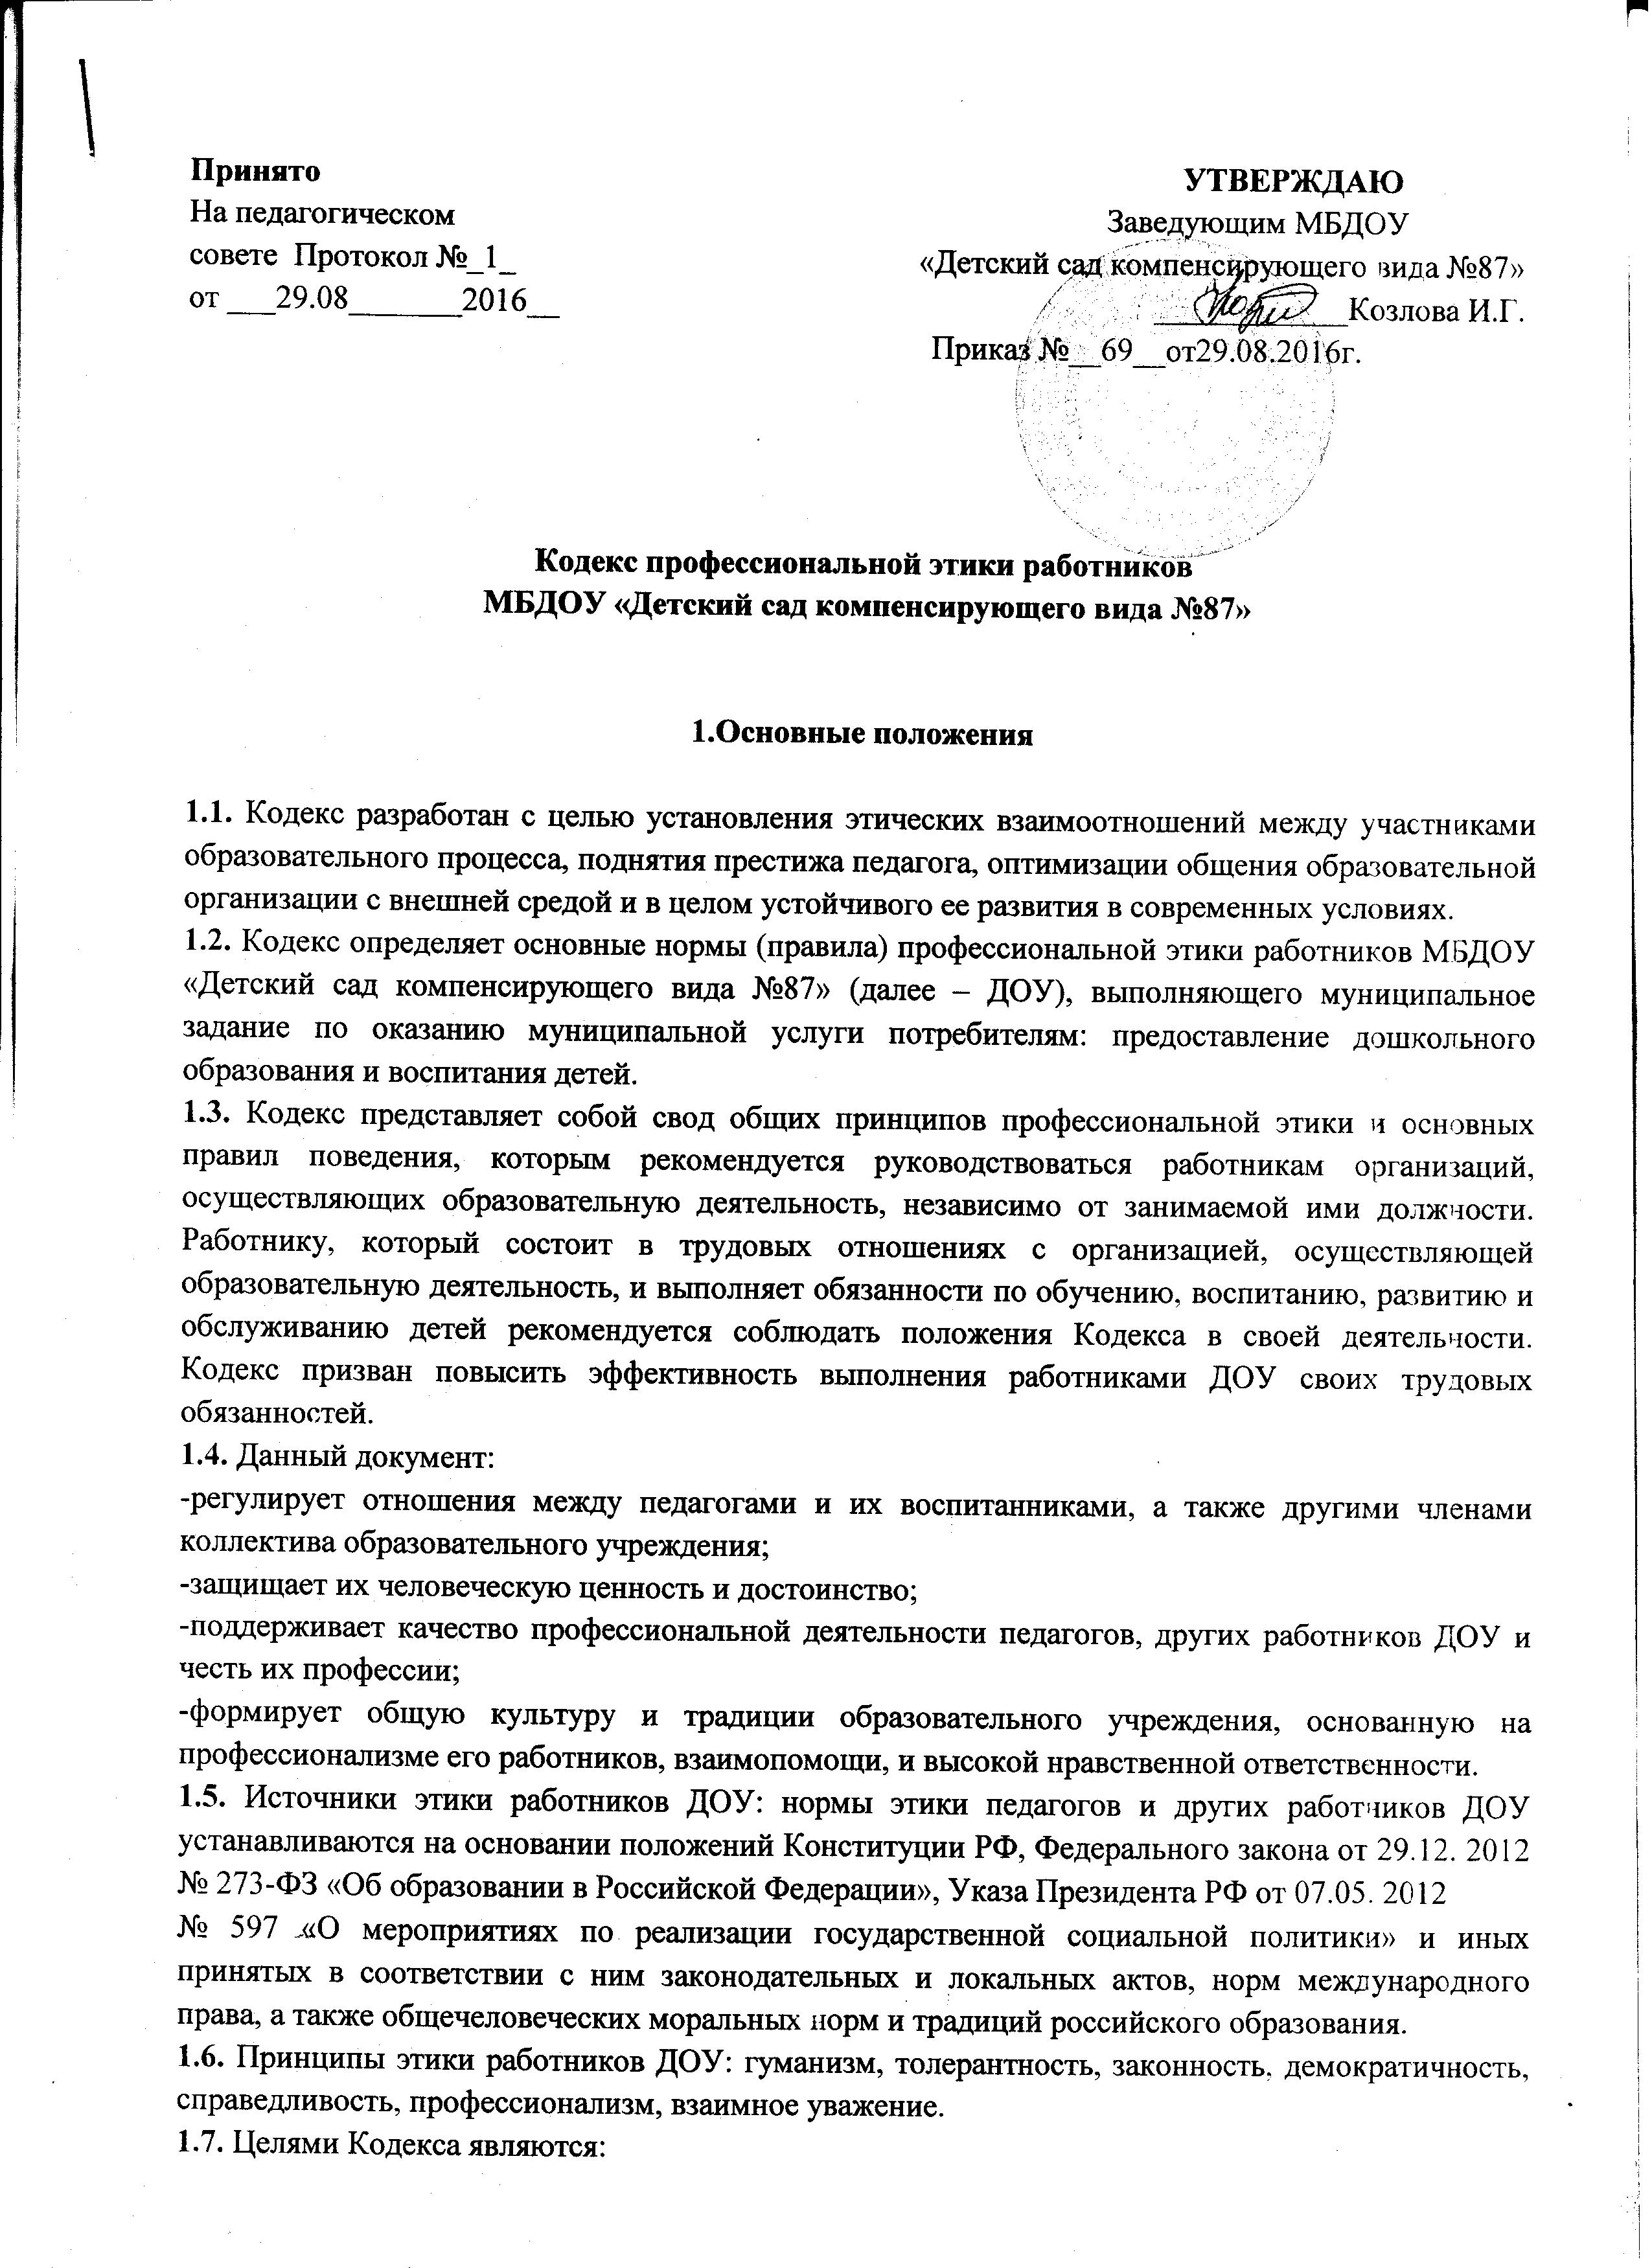 Принято
На педагогическом
совете Протокол №_1_
от ___29.08_______2016__
УТВЕРЖДАЮ
Заведующим МБДОУ
«Детский сад компенсирующего вида №87»
____________Козлова И.Г.
Приказ №__69__от29.08.2016г.
Кодекс профессиональной этики работников
МБДОУ «Детский сад компенсирующего вида №87»
1.Основные положения
1.1. Кодекс разработан с целью установления этических взаимоотношений между участниками
образовательного процесса, поднятия престижа педагога, оптимизации общения образовательной
организации с внешней средой и в целом устойчивого ее развития в современных условиях.
1.2. Кодекс определяет основные нормы (правила) профессиональной этики работников МБДОУ
«Детский сад компенсирующего вида №87» (далее – ДОУ), выполняющего муниципальное
задание по оказанию муниципальной услуги потребителям: предоставление дошкольного
образования и воспитания детей.
1.3. Кодекс представляет собой свод общих принципов профессиональной этики и основных
правил поведения, которым рекомендуется руководствоваться работникам организаций,
осуществляющих образовательную деятельность, независимо от занимаемой ими должности.
Работнику, который состоит в трудовых отношениях с организацией, осуществляющей
образовательную деятельность, и выполняет обязанности по обучению, воспитанию, развитию и
обслуживанию детей рекомендуется соблюдать положения Кодекса в своей деятельности.
Кодекс призван повысить эффективность выполнения работниками ДОУ своих трудовых
обязанностей.
1.4. Данный документ:
-регулирует отношения между педагогами и их воспитанниками, а также другими членами
коллектива образовательного учреждения;
-защищает их человеческую ценность и достоинство;
-поддерживает качество профессиональной деятельности педагогов, других работников ДОУ и
честь их профессии;
-формирует общую культуру и традиции образовательного учреждения, основанную на
профессионализме его работников, взаимопомощи, и высокой нравственной ответственности.
1.5. Источники этики работников ДОУ: нормы этики педагогов и других работников ДОУ
устанавливаются на основании положений Конституции РФ, Федерального закона от 29.12. 2012
№ 273-ФЗ «Об образовании в Российской Федерации», Указа Президента РФ от 07.05. 2012
№ 597 «О мероприятиях по реализации государственной социальной политики» и иных
принятых в соответствии с ним законодательных и локальных актов, норм международного
права, а также общечеловеческих моральных норм и традиций российского образования.
1.6. Принципы этики работников ДОУ: гуманизм, толерантность, законность, демократичность,
справедливость, профессионализм, взаимное уважение.
1.7. Целями Кодекса являются: